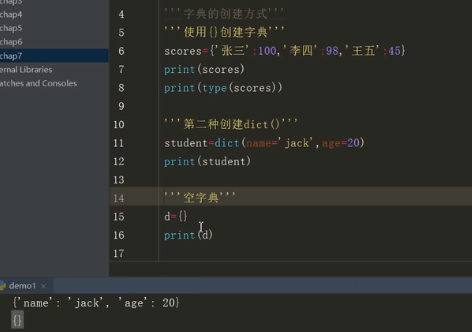 chap3
chap4
chap5
chap6
chap7
ernal Libraries
atches and Consoles
4 '''字典的创建方式'''
5 '''使用{}创建字典'''
6 scores={'张三':100,'李四':98,'王五':45}
7 print(scores)
8 print(type(scores))
9
10 '''第二种创建dict()'''
11 student=dict(name='jack',age=20)
12 print(student)
13
14 '''空字典'''
15 d={}
16 print(d)
17
demo1 ×
{'name': 'jack', 'age': 20}
{}